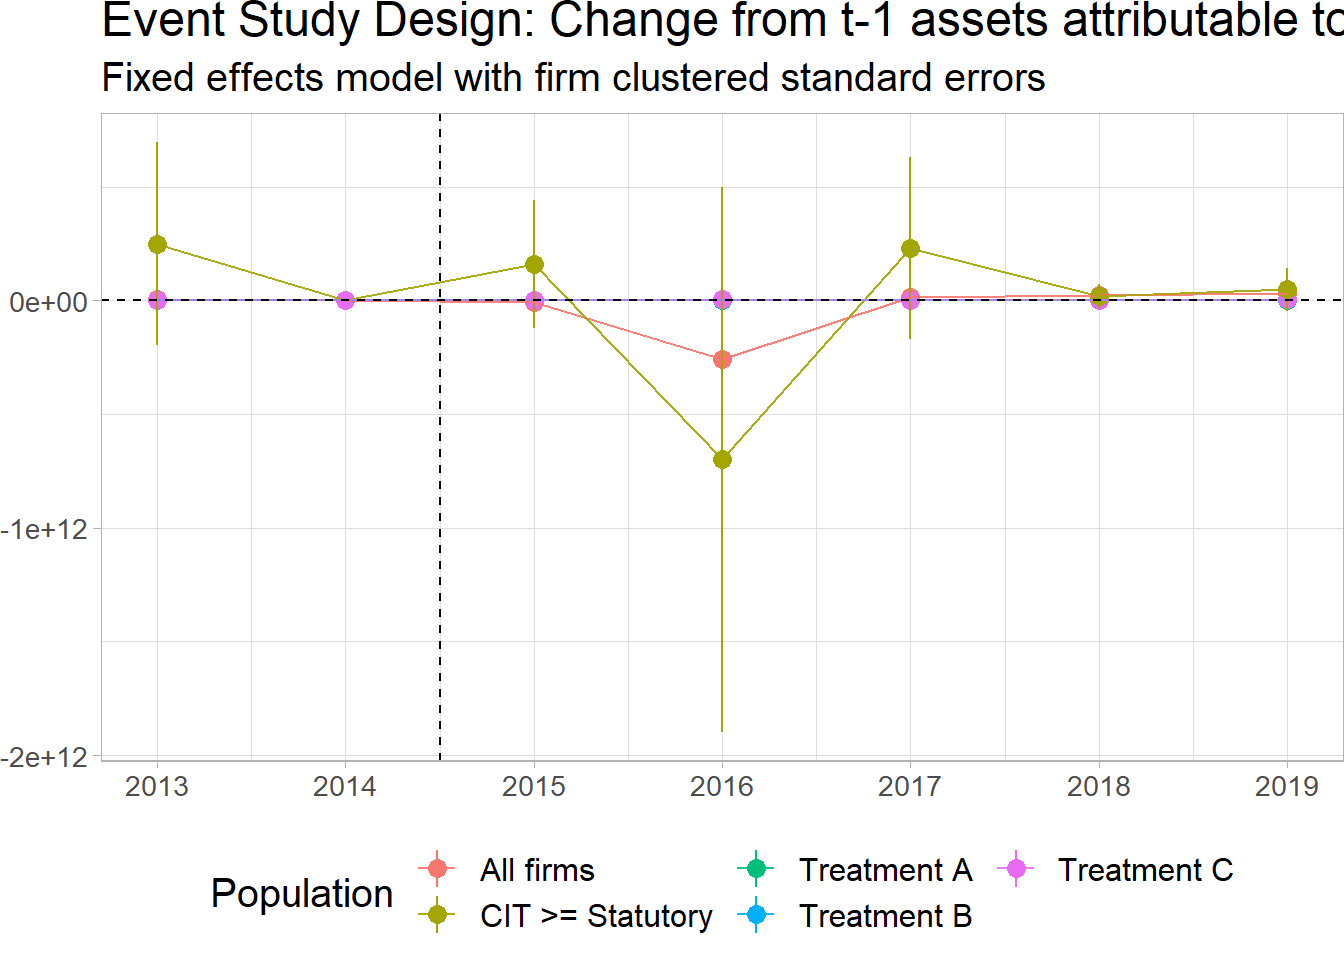 Event Study Design: Change from t-1 assets attributable to
Fixed effects model with firm clustered standard errors
0e+00
-1e+12
-2e+12
2013 2014 2015 2016 2017 2018 2019
Population
All firms
Treatment A
Treatment C
CIT >= Statutory
Treatment B